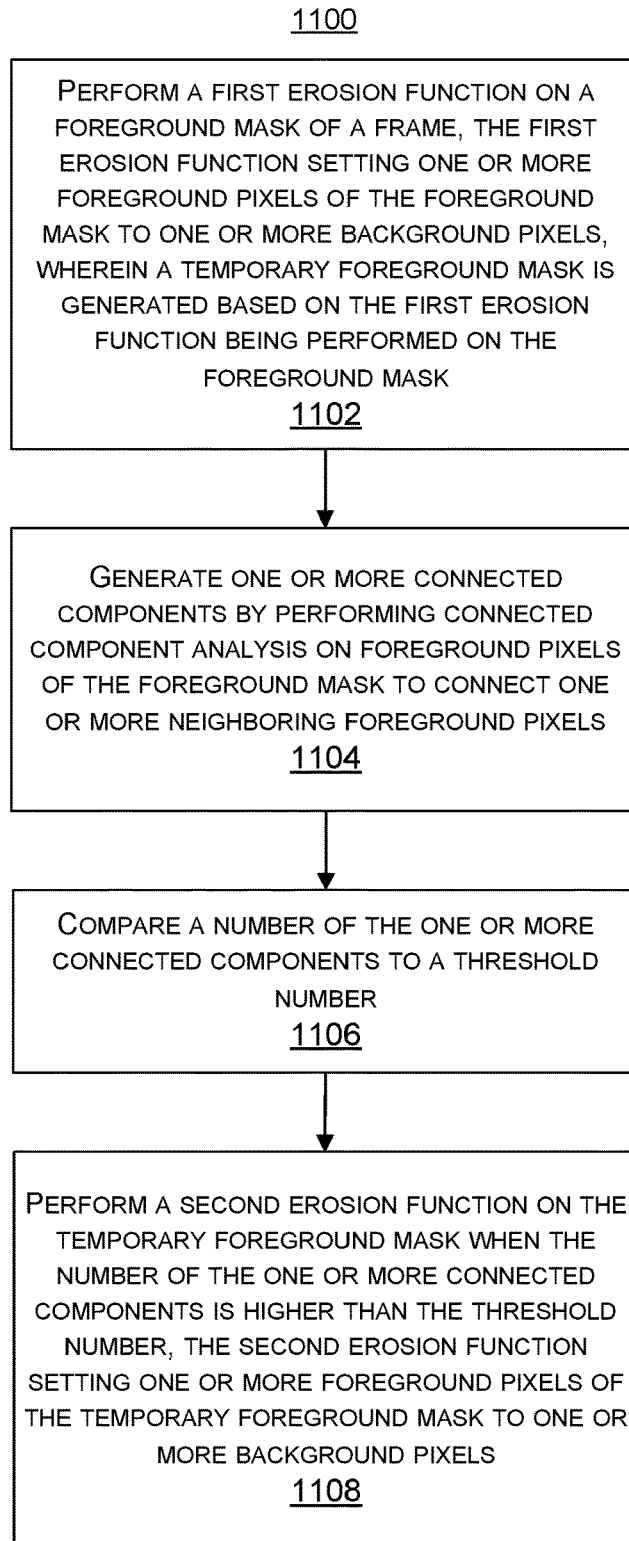 1100
PERFORM A FIRST EROSION FUNCTION ON A
FOREGROUND MASK OF A FRAME, THE FIRST
EROSION FUNCTION SETTING ONE OR MORE
FOREGROUND PIXELS OF THE FOREGROUND
MASK TO ONE OR MORE BACKGROUND PIXELS,
WHEREIN A TEMPORARY FOREGROUND MASK IS
GENERATED BASED ON THE FIRST EROSION
FUNCTION BEING PERFORMED ON THE
FOREGROUND MASK
1102
GENERATE ONE OR MORE CONNECTED
COMPONENTS BY PERFORMING CONNECTED
COMPONENT ANALYSIS ON FOREGROUND PIXELS
OF THE FOREGROUND MASK TO CONNECT ONE
OR MORE NEIGHBORING FOREGROUND PIXELS
1104
COMPARE A NUMBER OF THE ONE OR MORE
CONNECTED COMPONENTS TO A THRESHOLD
NUMBER
1106
PERFORM A SECOND EROSION FUNCTION ON THE
TEMPORARY FOREGROUND MASK WHEN THE
NUMBER OF THE ONE OR MORE CONNECTED
COMPONENTS IS HIGHER THAN THE THRESHOLD
NUMBER, THE SECOND EROSION FUNCTION
SETTING ONE OR MORE FOREGROUND PIXELS OF
THE TEMPORARY FOREGROUND MASK TO ONE OR
MORE BACKGROUND PIXELS
1108